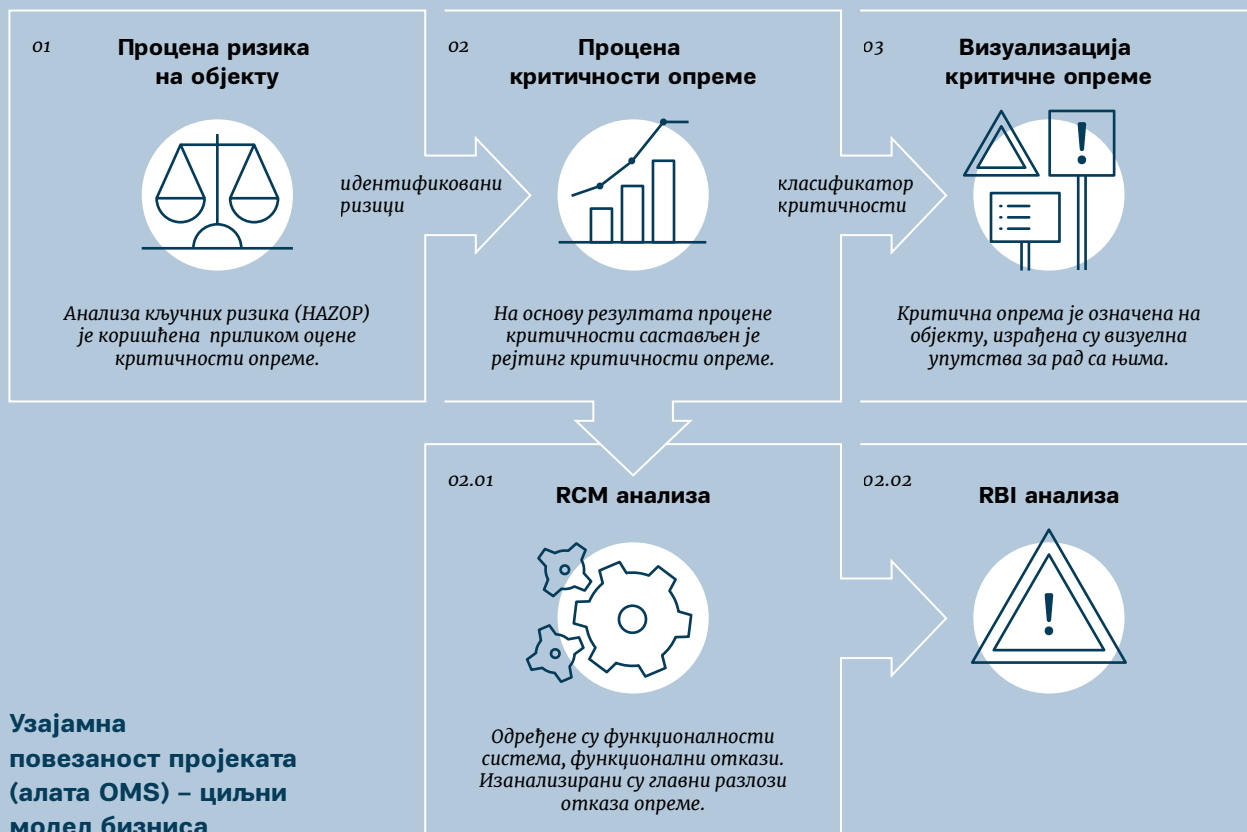 01
Процена ризика
на објекту
идентификовани
ризици
Анализа кључних ризика (HAZOP)
је коришћена приликом оцене
критичности опреме.
02
Процена
критичности опреме
класификатор
критичности
На основу резултата процене
критичности састављен је
рејтинг критичности опреме.
03
Визуализација
критичне опреме
Критична опрема је означена на
објекту, израђена су визуелна
упутства за рад са њима.
02.01
RCM анализа
Одређене су функционалности
система, функционални откази.
Изанализирани су главни разлози
отказа опреме.
02.02
RBI анализа
Узајамна
повезаност пројеката
(алата OMS) – циљни
модел бизниса